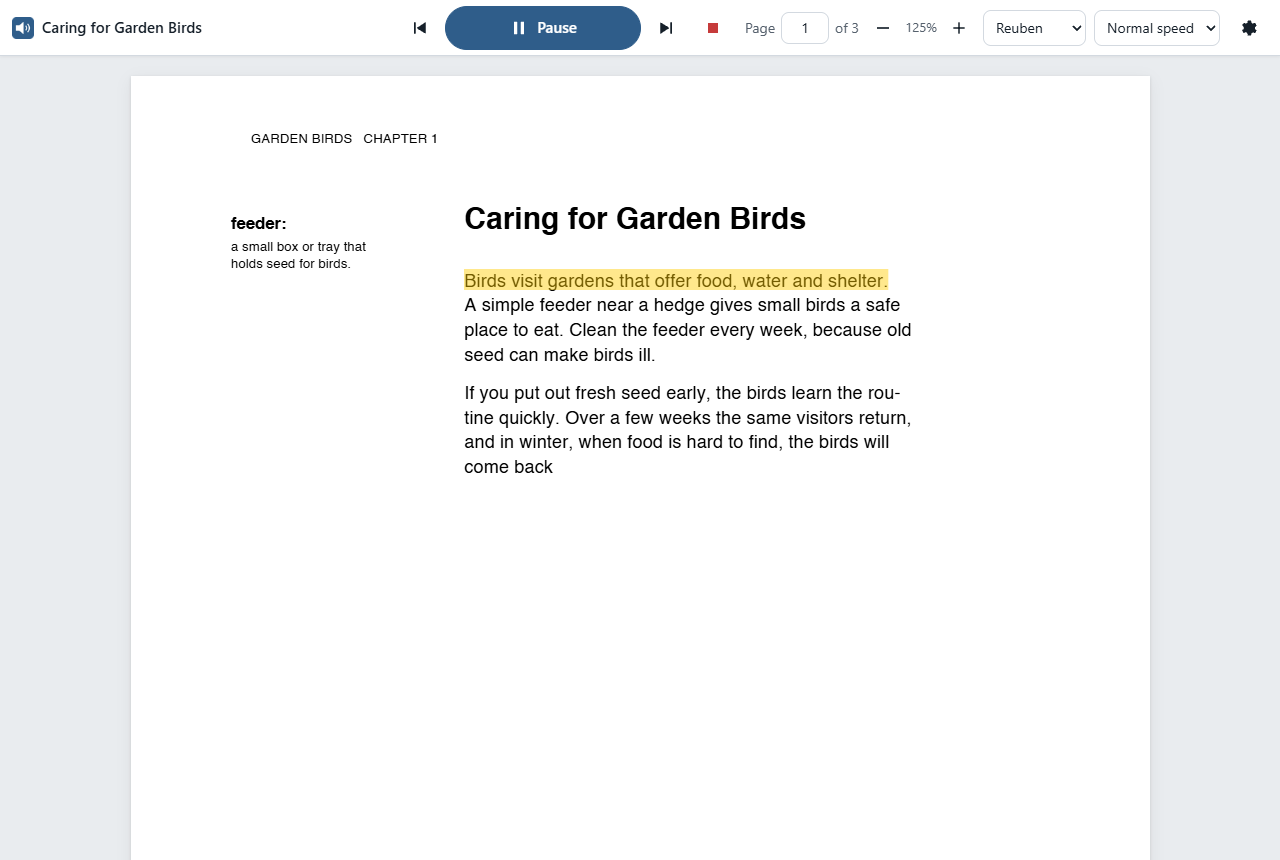 Caring for Garden Birds
Pause
Page 1 of 3
125%
Reuben
Normal speed
GARDEN BIRDS CHAPTER 1
feeder:
a small box or tray that
holds seed for birds.
Caring for Garden Birds
Birds visit gardens that offer food, water and shelter.
A simple feeder near a hedge gives small birds a safe
place to eat. Clean the feeder every week, because old
seed can make birds ill.
If you put out fresh seed early, the birds learn the rou-
tine quickly. Over a few weeks the same visitors return,
and in winter, when food is hard to find, the birds will
come back